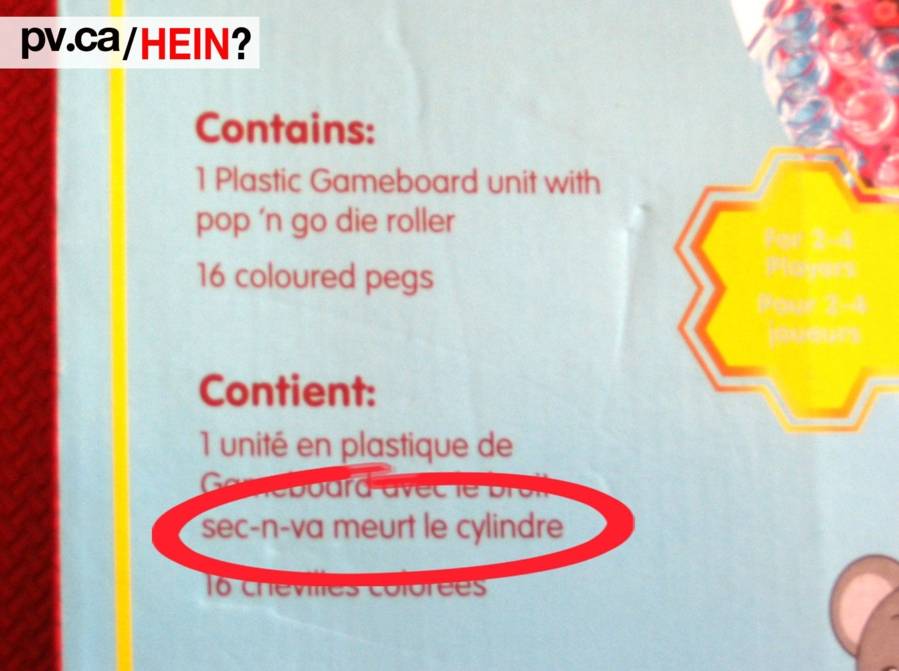 pv.ca/HEIN?
Contains:
1 Plastic Gameboard unit with
pop 'n go die roller
16 coloured pegs
For 2-4
Players
Pour 2-4
joueurs
Contient:
1 unité en plastique de
Gameboard avec le bruit
sec-n-va meurt le cylindre
16 chevilles colorées